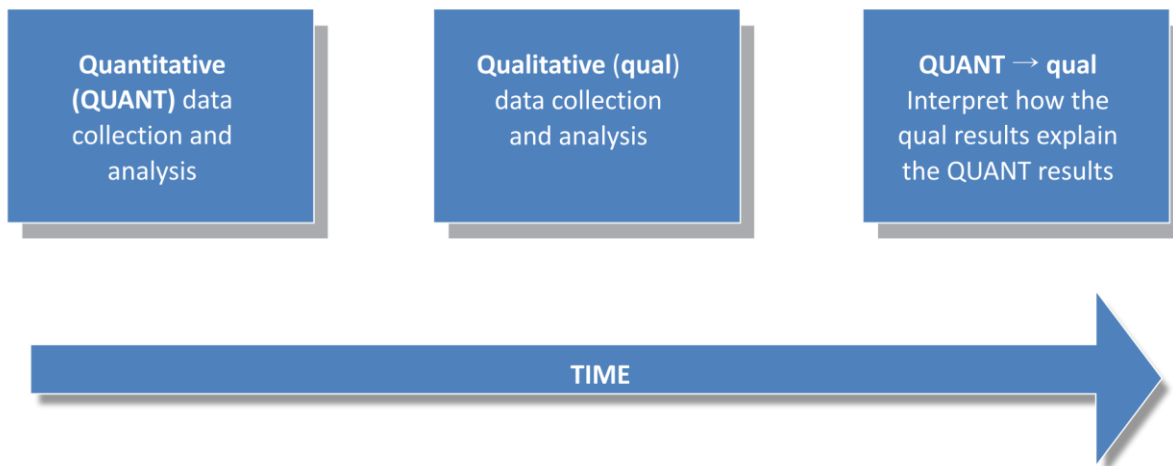 Quantitative
(QUANT) data
collection and
analysis
Qualitative (qual)
data collection
and analysis
QUANT → qual
Interpret how the
qual results explain
the QUANT results
TIME